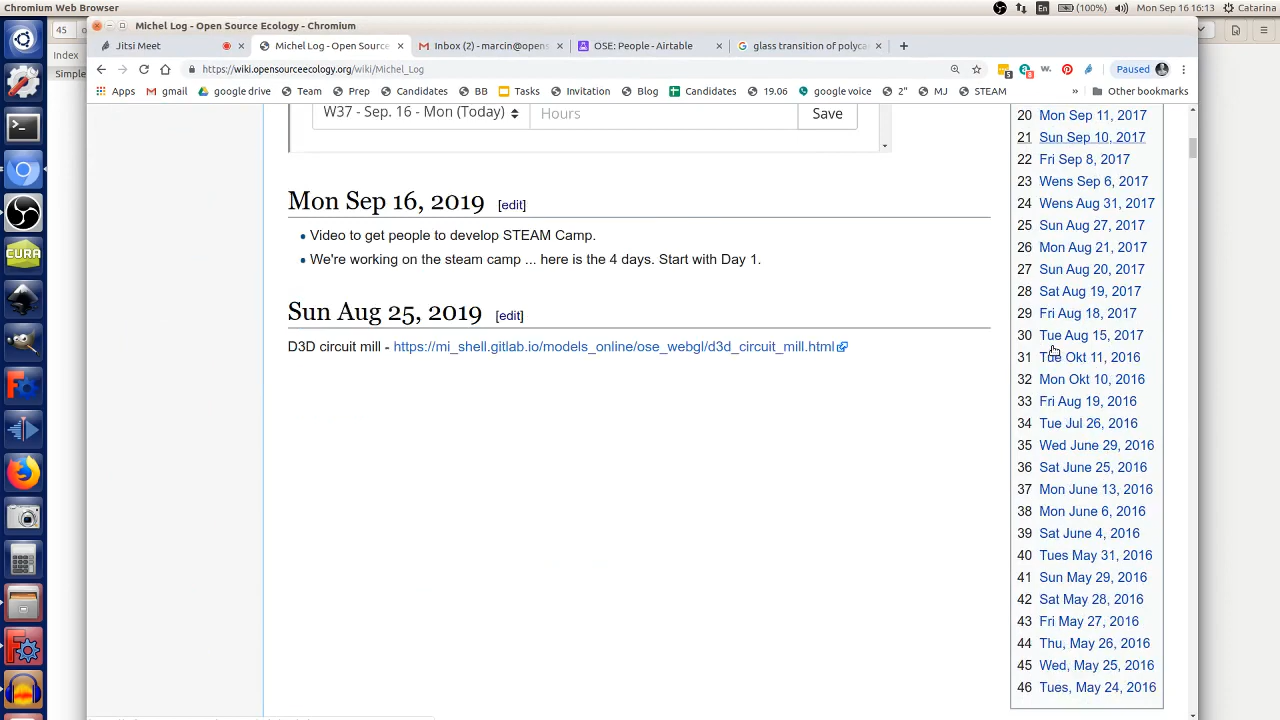 Chromium Web Browser
En
(100%)
Mon Sep 16 16:13
Catarina
45
Index
Simple
Michel Log - Open Source Ecology - Chromium
Jitsi Meet
Michel Log - Open Source
Inbox (2) - marcin@opens
OSE: People - Airtable
glass transition of polyca
https://wiki.opensourceecology.org/wiki/Michel_Log
Paused
Apps
gmail
google drive
Team
Prep
Candidates
BB
Tasks
Invitation
Blog
Candidates
19.06
google voice
2"
MJ
STEAM
»
Other bookmarks
W37 - Sep. 16 - Mon (Today)
Hours
Save
Mon Sep 16, 2019 [edit]
Video to get people to develop STEAM Camp.
We're working on the steam camp ... here is the 4 days. Start with Day 1.
Sun Aug 25, 2019 [edit]
D3D circuit mill - https://mi_shell.gitlab.io/models_online/ose_webgl/d3d_circuit_mill.html
20 Mon Sep 11, 2017
21 Sun Sep 10, 2017
22 Fri Sep 8, 2017
23 Wens Sep 6, 2017
24 Wens Aug 31, 2017
25 Sun Aug 27, 2017
26 Mon Aug 21, 2017
27 Sun Aug 20, 2017
28 Sat Aug 19, 2017
29 Fri Aug 18, 2017
30 Tue Aug 15, 2017
31 Tue Okt 11, 2016
32 Mon Okt 10, 2016
33 Fri Aug 19, 2016
34 Tue Jul 26, 2016
35 Wed June 29, 2016
36 Sat June 25, 2016
37 Mon June 13, 2016
38 Mon June 6, 2016
39 Sat June 4, 2016
40 Tues May 31, 2016
41 Sun May 29, 2016
42 Sat May 28, 2016
43 Fri May 27, 2016
44 Thu, May 26, 2016
45 Wed, May 25, 2016
46 Tues, May 24, 2016
CURA